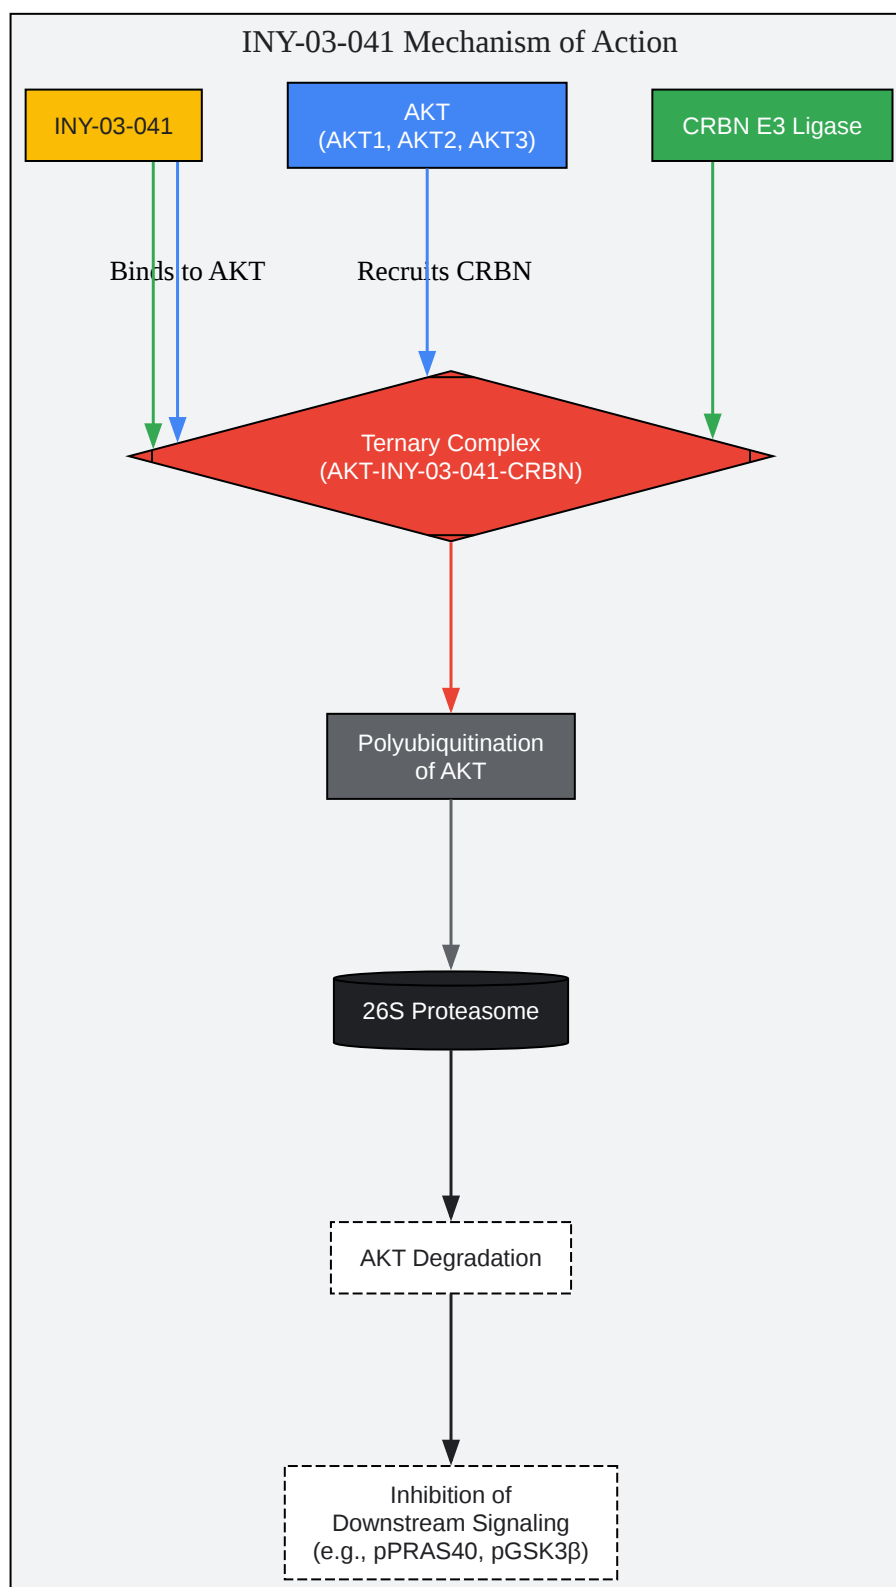 INY-03-041 Mechanism of Action
INY-03-041
AKT
(AKT1, AKT2, AKT3)
CRBN E3 Ligase
Binds to AKT
Recruits CRBN
Ternary Complex
(AKT-INY-03-041-CRBN)
Polyubiquitination
of AKT
26S Proteasome
AKT Degradation
Inhibition of
Downstream Signaling
(e.g., pPRAS40, pGSK3β)